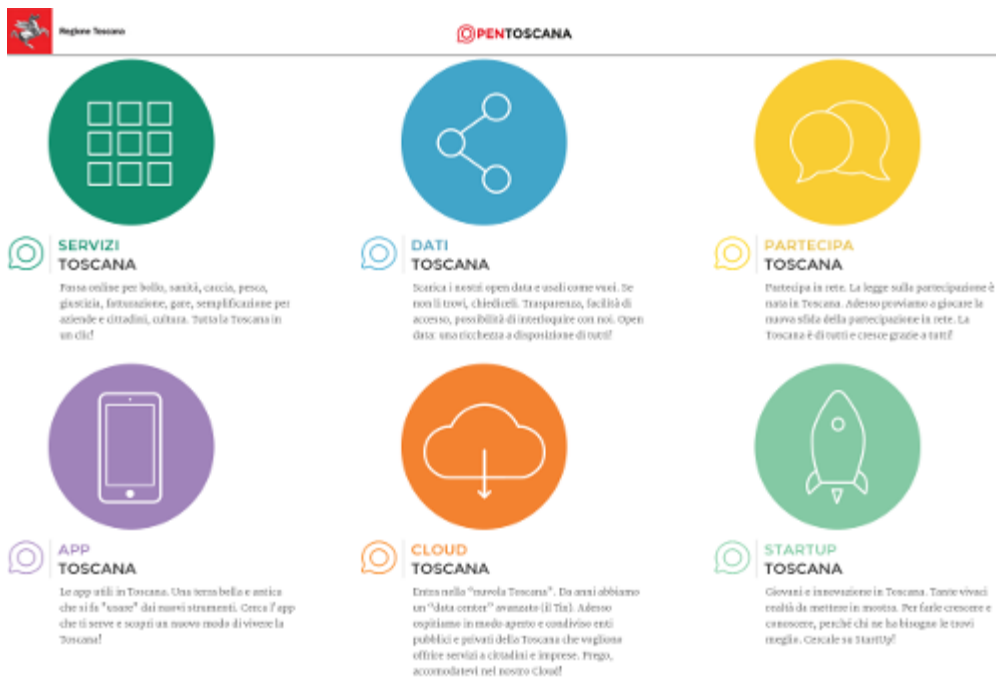 Regione Toscana
OPENTOSCANA
SERVIZI
TOSCANA
Passa online per bollo, sanità, caccia, pesca,
giustizia, fatturazione, gare, semplificazione per
aziende e cittadini, cultura. Tutta la Toscana in
un clic!
DATI
TOSCANA
Scarica i nostri open data e usali come vuoi. Se
non li trovi, chiediceli. Trasparenza, facilità di
accesso, possibilità di interloquire con noi. Open
data: una ricchezza a disposizione di tutti!
PARTECIPA
TOSCANA
Partecipa in rete. La legge sulla partecipazione è
nata in Toscana. Adesso proviamo a giocare la
nuova sfida della partecipazione in rete. La
Toscana è di tutti e cresce grazie a tutti!
APP
TOSCANA
Le app utili in Toscana. Una terra bella e antica
che si fa "usare" dai nuovi strumenti. Cerca l'app
che ti serve e scopri un nuovo modo di vivere la
Toscana!
CLOUD
TOSCANA
Entra nella "nuvola Toscana". Da anni abbiamo
un "data center" avanzato (il Tix). Adesso
ospitiamo in modo aperto e condiviso enti
pubblici e privati della Toscana che vogliono
offrire servizi a cittadini e imprese. Prego,
accomodatevi nel nostro Cloud!
STARTUP
TOSCANA
Giovani e innovazione in Toscana. Tante vivaci
realtà da mettere in mostra. Per farle crescere e
conoscere, perché chi ne ha bisogno le trovi
meglio. Cercale su StartUp!